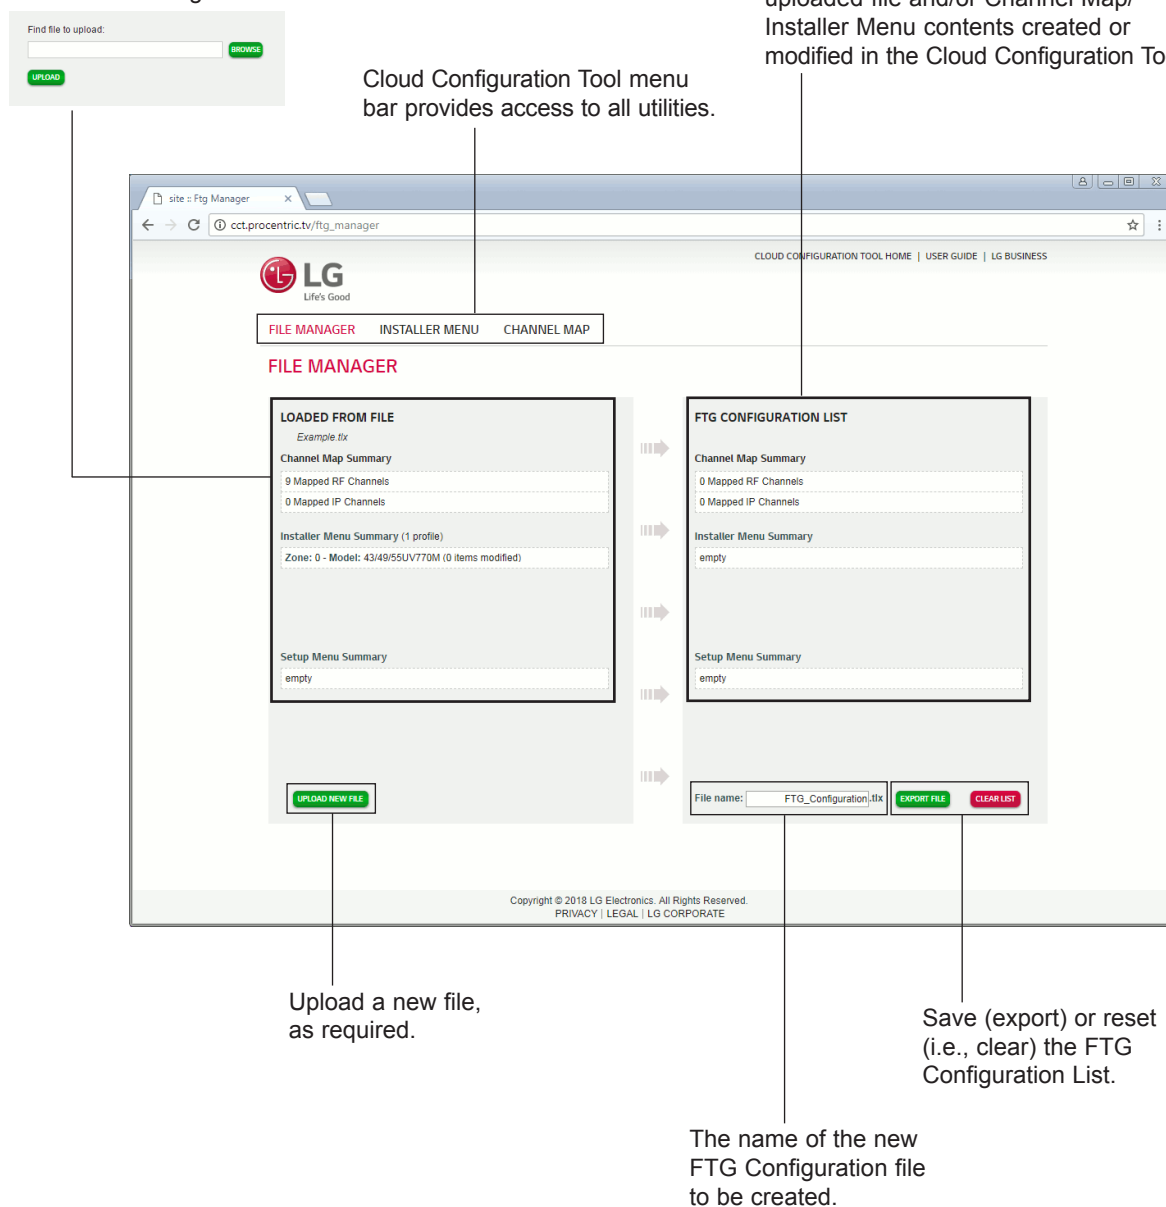 Find file to upload:
BROWSE
UPLOAD
uploaded file and/or Channel Map/
Installer Menu contents created or
modified in the Cloud Configuration To
Cloud Configuration Tool menu
bar provides access to all utilities.
site :: Ftg Manager
cct.procentric.tv/ftg_manager
CLOUD CONFIGURATION TOOL HOME | USER GUIDE | LG BUSINESS
LG
Life's Good
FILE MANAGER INSTALLER MENU CHANNEL MAP
FILE MANAGER
LOADED FROM FILE
Example.tlx
Channel Map Summary
9 Mapped RF Channels
0 Mapped IP Channels
Installer Menu Summary (1 profile)
Zone: 0 - Model: 43/49/55UV770M (0 items modified)
Setup Menu Summary
empty
UPLOAD NEW FILE
FTG CONFIGURATION LIST
Channel Map Summary
0 Mapped RF Channels
0 Mapped IP Channels
Installer Menu Summary
empty
Setup Menu Summary
empty
File name: FTG_Configuration .tlx EXPORT FILE CLEAR LIST
Copyright © 2018 LG Electronics. All Rights Reserved.
PRIVACY | LEGAL | LG CORPORATE
Upload a new file,
as required.
Save (export) or reset
(i.e., clear) the FTG
Configuration List.
The name of the new
FTG Configuration file
to be created.